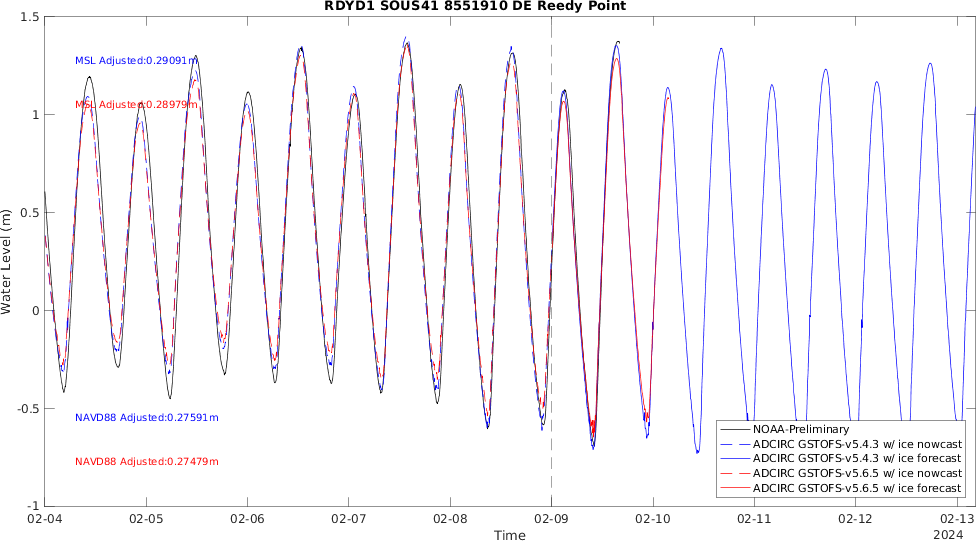 RDYD1 SOUS41 8551910 DE Reedy Point
1.5
1
0.5
0
-0.5
-1
Water Level (m)
MSL Adjusted:0.29091m
MSL Adjusted:0.28979m
NAVD88 Adjusted:0.27591m
NAVD88 Adjusted:0.27479m
NOAA-Preliminary
ADCIRC GSTOFS-v5.4.3 w/ ice nowcast
ADCIRC GSTOFS-v5.4.3 w/ ice forecast
ADCIRC GSTOFS-v5.6.5 w/ ice nowcast
ADCIRC GSTOFS-v5.6.5 w/ ice forecast
02-04 02-05 02-06 02-07 02-08 02-09 02-10 02-11 02-12 02-13
2024
Time